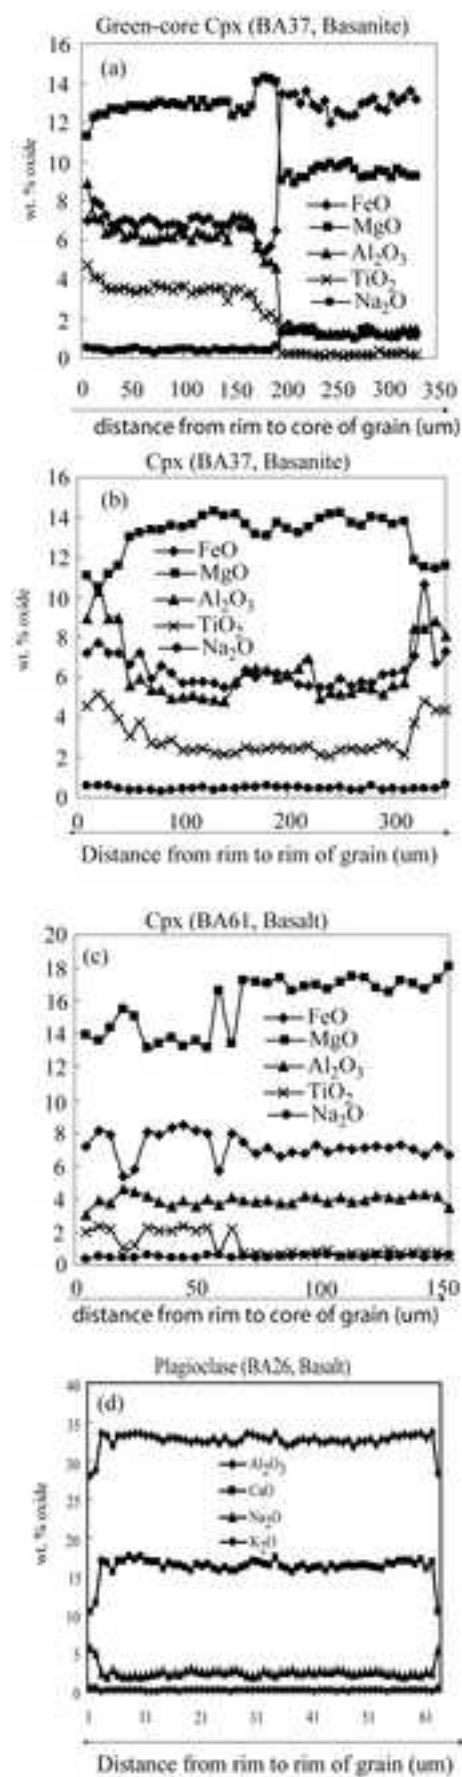 Green-core Cpx (BA37, Basanite)
(a)
wt. % oxide
16
14
12
10
8
6
4
2
0
FeO
MgO
Al₂O₃
TiO₂
Na₂O
0 50 100 150 200 250 300 350
distance from rim to core of grain (um)
Cpx (BA37, Basanite)
(b)
wt. % oxide
16
14
12
10
8
6
4
2
0
FeO
MgO
Al₂O₃
TiO₂
Na₂O
0 100 200 300
Distance from rim to rim of grain (um)
Cpx (BA61, Basalt)
(c)
wt. % oxide
20
18
16
14
12
10
8
6
4
2
0
FeO
MgO
Al₂O₃
TiO₂
Na₂O
0 50 100 150
distance from rim to core of grain (um)
Plagioclase (BA26, Basalt)
(d)
wt. % oxide
40
35
30
25
20
15
10
5
0
Al₂O₃
CaO
Na₂O
K₂O
1 11 21 31 41 51 61
Distance from rim to rim of grain (um)